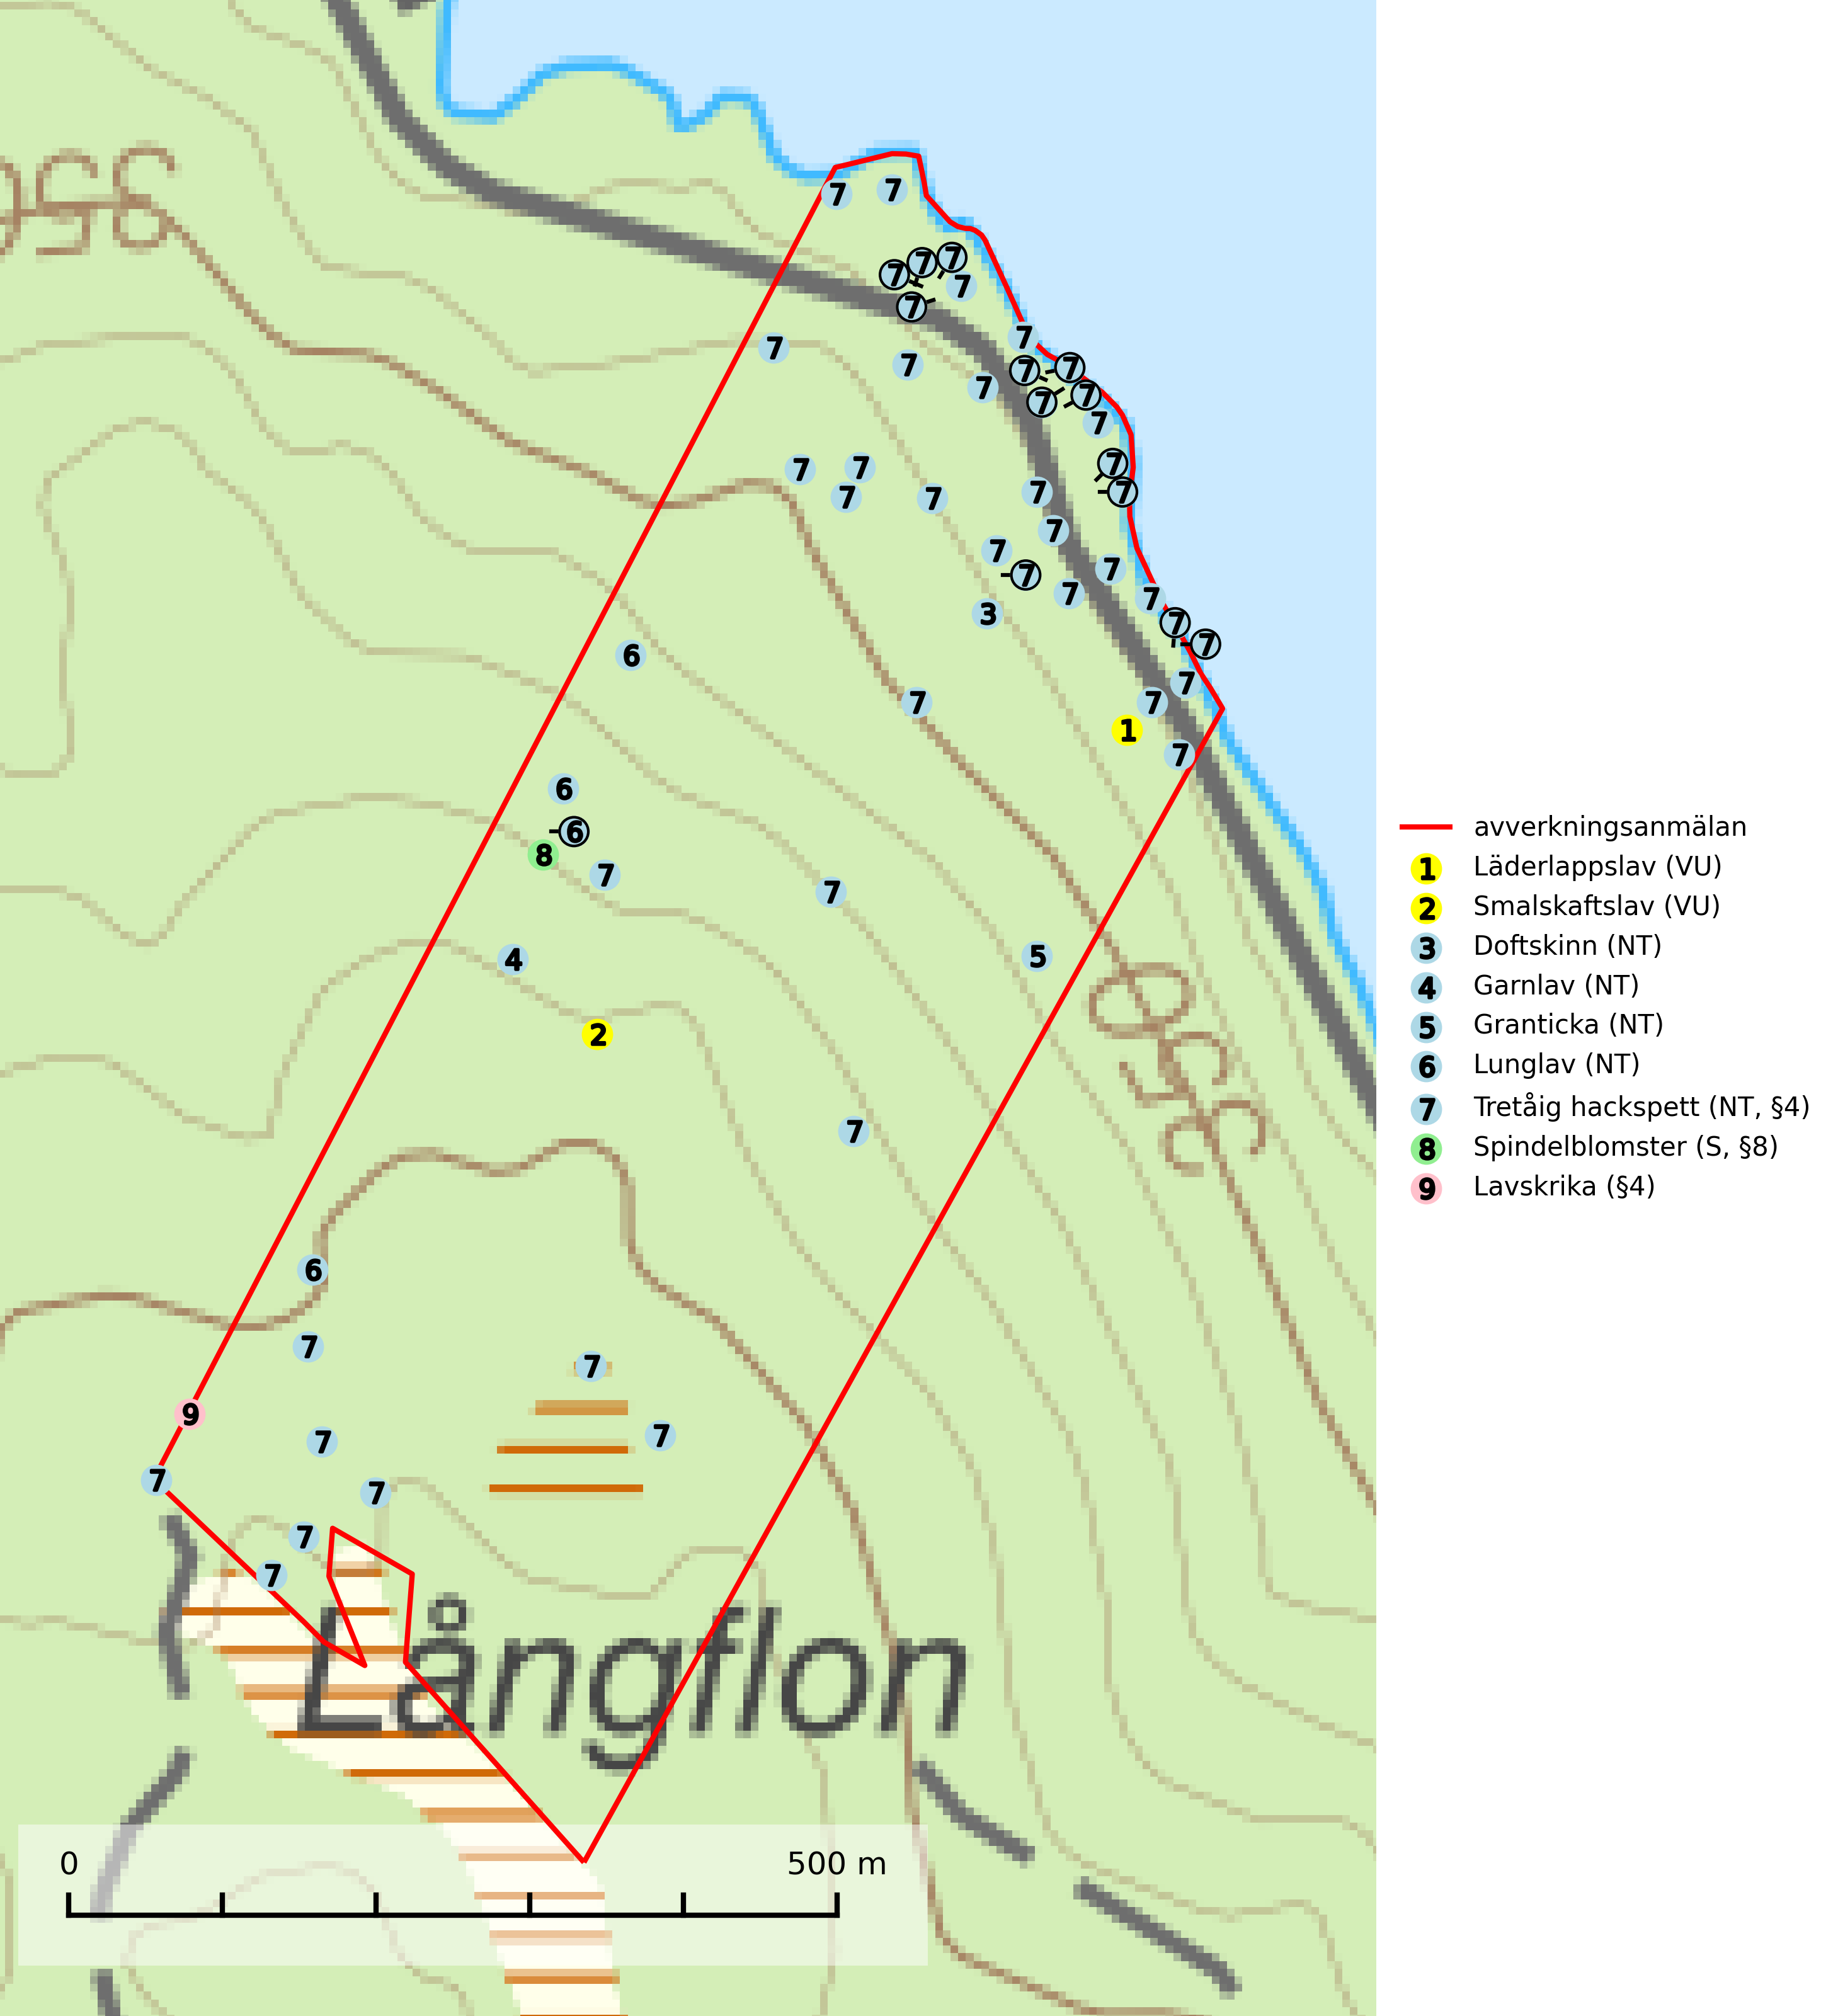 350
350
7 7
7 7 7
7 7
7
7 7 7
7 7
7 7
7
7 7
7 7 7 7
7
7
7
7 7
7
3 7
7
6 7
7 7 7
1
7
6
6
8
7 7
4 5
2
7
6
7
7
9
7 7
7 7
7
7
Långflon
0 500 m
avverkningsanmälan
1 Läderlappslav (VU)
2 Smalskaftslav (VU)
3 Doftskinn (NT)
4 Garnlav (NT)
5 Granticka (NT)
6 Lunglav (NT)
7 Tretåig hackspett (NT, §4)
8 Spindelblomster (S, §8)
9 Lavskrika (§4)